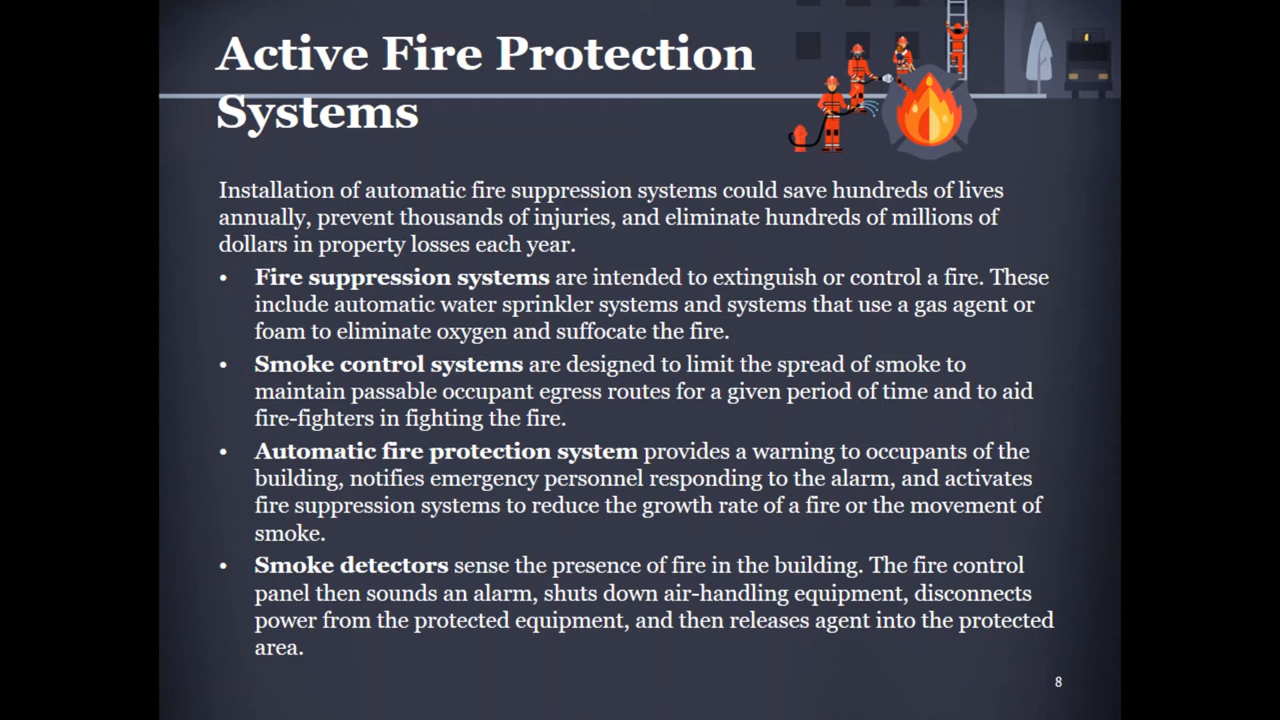 Active Fire Protection
Systems
Installation of automatic fire suppression systems could save hundreds of lives
annually, prevent thousands of injuries, and eliminate hundreds of millions of
dollars in property losses each year.
• Fire suppression systems are intended to extinguish or control a fire. These
include automatic water sprinkler systems and systems that use a gas agent or
foam to eliminate oxygen and suffocate the fire.
• Smoke control systems are designed to limit the spread of smoke to
maintain passable occupant egress routes for a given period of time and to aid
fire-fighters in fighting the fire.
• Automatic fire protection system provides a warning to occupants of the
building, notifies emergency personnel responding to the alarm, and activates
fire suppression systems to reduce the growth rate of a fire or the movement of
smoke.
• Smoke detectors sense the presence of fire in the building. The fire control
panel then sounds an alarm, shuts down air-handling equipment, disconnects
power from the protected equipment, and then releases agent into the protected
area.
8